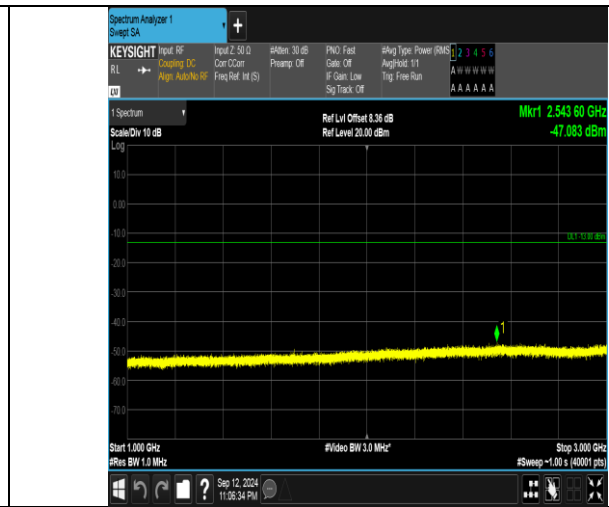 Spectrum Analyzer 1
Swept SA
+
KEYSIGHT
RL
Input: RF
Coupling: DC
Align: Auto/No RF
Input Z: 50 Ω
Corr CCorr
Freq Ref: Int (S)
#Atten: 30 dB
Preamp: Off
PNO: Fast
Gate: Off
IF Gain: Low
Sig Track: Off
#Avg Type: Power (RMS
Avg|Hold: 1/1
Trig: Free Run
1 2 3 4 5 6
A W W W W W
A A A A A A
LXI
1 Spectrum
Scale/Div 10 dB
Log
Ref Lvl Offset 8.36 dB
Ref Level 20.00 dBm
Mkr1 2.543 60 GHz
-47.083 dBm
10.0
0.00
-10.0
DL1 -13.00 dBm
-20.0
-30.0
-40.0
1
-50.0
-60.0
-70.0
Start 1.000 GHz
#Res BW 1.0 MHz
#Video BW 3.0 MHz*
Stop 3.000 GHz
#Sweep ~1.00 s (40001 pts)
?
Sep 12, 2024
11:06:34 PM